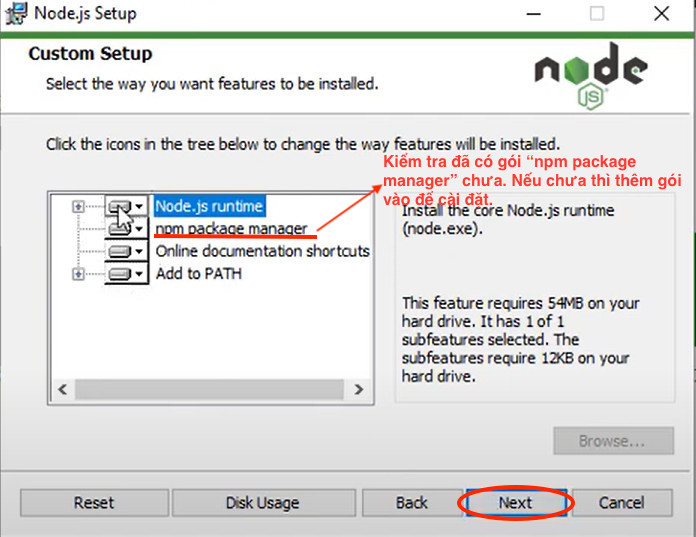 Node.js Setup
Custom Setup
Select the way you want features to be installed.
node
JS
Click the icons in the tree below to change the way features will be installed.
Kiểm tra đã có gói “npm package
manager” chưa. Nếu chưa thì thêm gói
vào để cài đặt.
Node.js runtime
npm package manager
Online documentation shortcuts
Add to PATH
Install the core Node.js runtime
(node.exe).
This feature requires 54MB on your
hard drive. It has 1 of 1
subfeatures selected. The
subfeatures require 12KB on your
hard drive.
Browse...
Reset
Disk Usage
Back
Next
Cancel